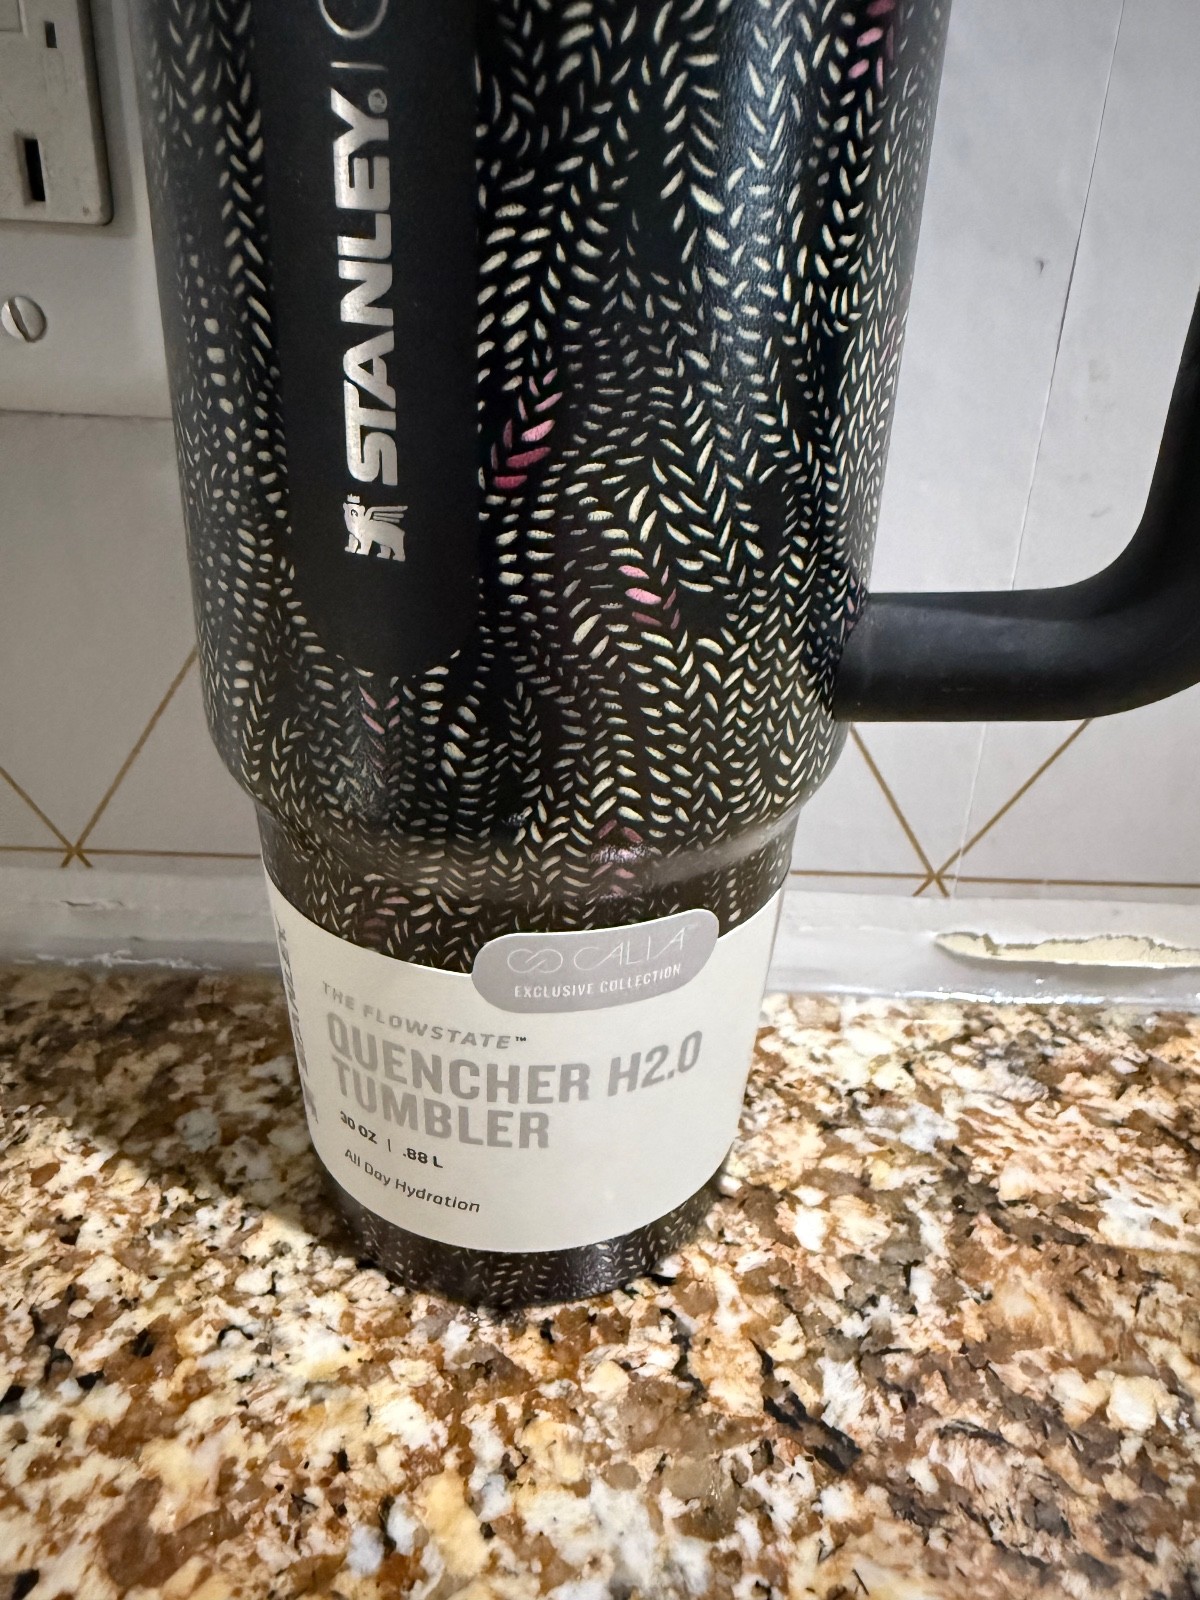 STANLEY®
CALIA
EXCLUSIVE COLLECTION
THE FLOWSTATE™
QUENCHER H2.0
TUMBLER
30 OZ | .88 L
All Day Hydration